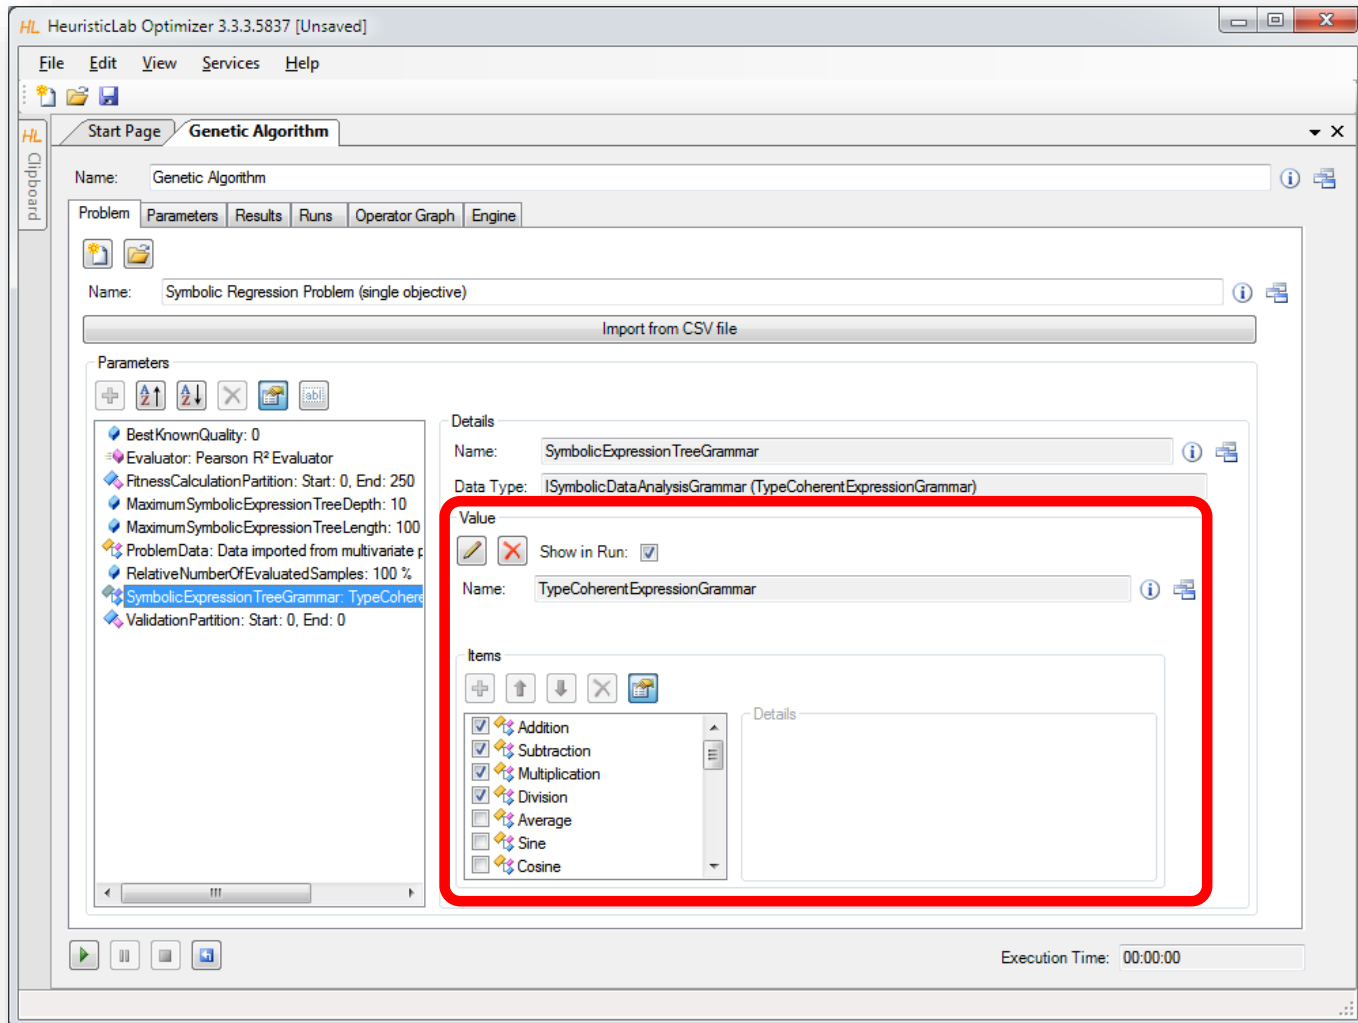 HL HeuristicLab Optimizer 3.3.3.5837 [Unsaved]
File Edit View Services Help
HL Clipboard
Start Page Genetic Algorithm
Name: Genetic Algorithm
Problem Parameters Results Runs Operator Graph Engine
Name: Symbolic Regression Problem (single objective)
Import from CSV file
Parameters
BestKnownQuality: 0
Evaluator: Pearson R² Evaluator
FitnessCalculationPartition: Start: 0, End: 250
MaximumSymbolicExpressionTreeDepth: 10
MaximumSymbolicExpressionTreeLength: 100
ProblemData: Data imported from multivariate p
RelativeNumberOfEvaluatedSamples: 100 %
SymbolicExpressionTreeGrammar: TypeCohere
ValidationPartition: Start: 0, End: 0
Details
Name: SymbolicExpressionTreeGrammar
Data Type: ISymbolicDataAnalysisGrammar (TypeCoherentExpressionGrammar)
Value
Show in Run:
Name: TypeCoherentExpressionGrammar
Items
Addition
Subtraction
Multiplication
Division
Average
Sine
Cosine
Details
Execution Time: 00:00:00